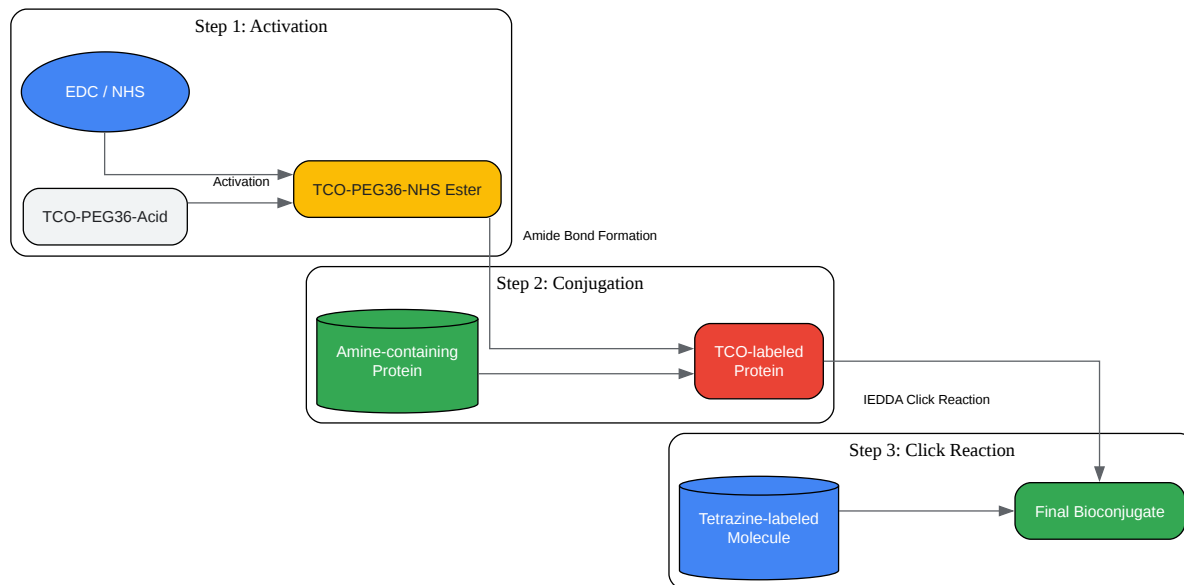 Step 1: Activation
EDC / NHS
Activation
TCO-PEG36-NHS Ester
TCO-PEG36-Acid
Amide Bond Formation
Step 2: Conjugation
Amine-containing
Protein
TCO-labeled
Protein
IEDDA Click Reaction
Step 3: Click Reaction
Tetrazine-labeled
Molecule
Final Bioconjugate